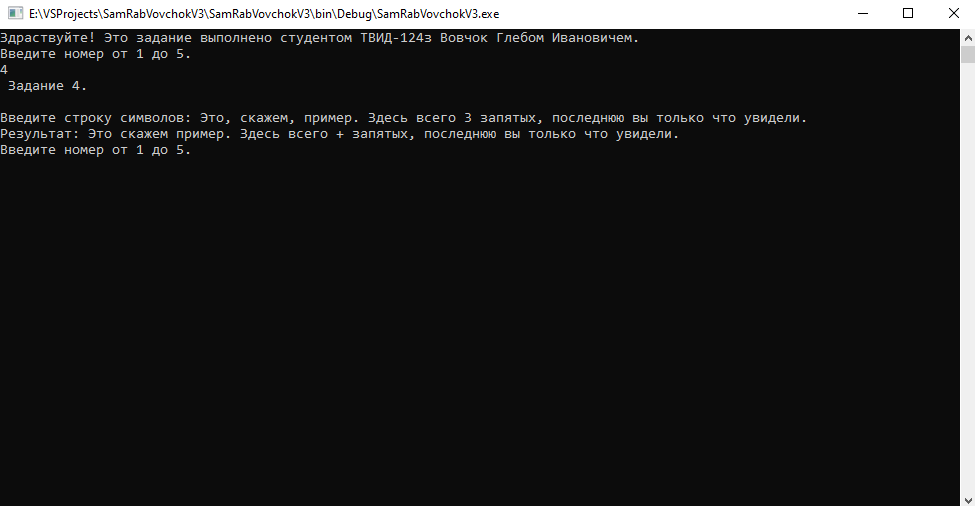 E:\VSProjects\SamRabVovchokV3\SamRabVovchokV3\bin\Debug\SamRabVovchokV3.exe
Здраствуйте! Это задание выполнено студентом ТВИД-124з Вовчок Глебом Ивановичем.
Введите номер от 1 до 5.
4
Задание 4.
Введите строку символов: Это, скажем, пример. Здесь всего 3 запятых, последнюю вы только что увидели.
Результат: Это скажем пример. Здесь всего + запятых, последнюю вы только что увидели.
Введите номер от 1 до 5.